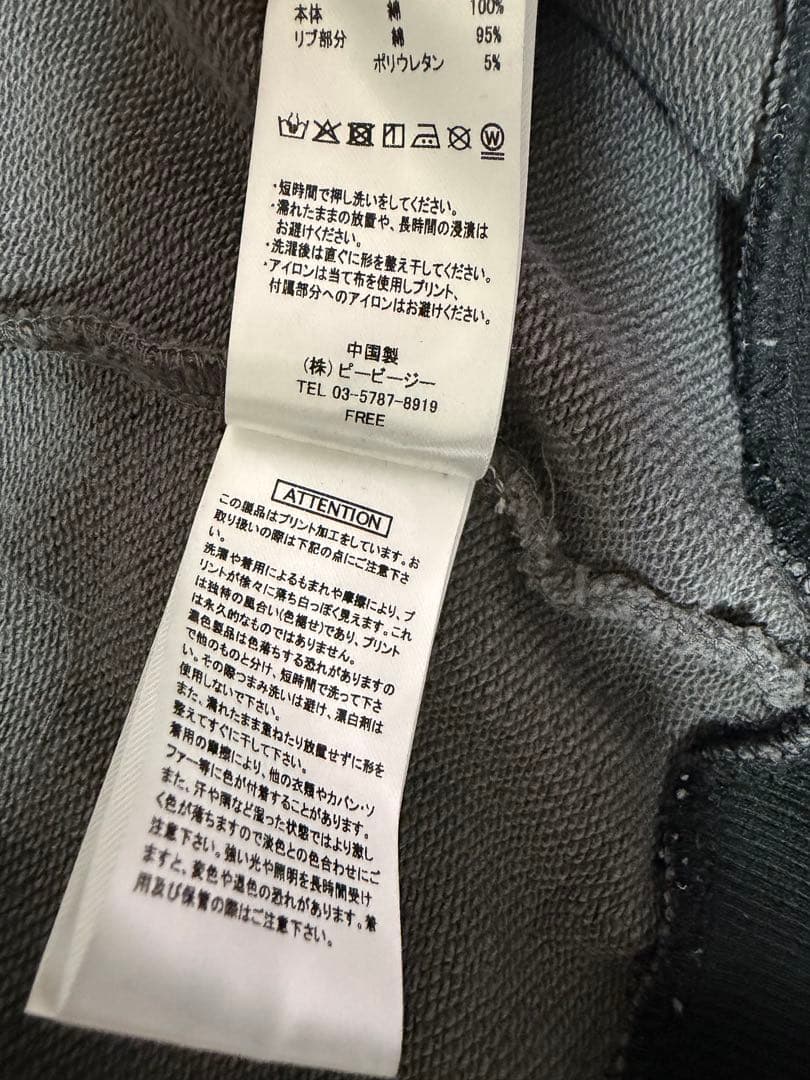 本体 綿 100%
リブ部分 綿 95%
ポリウレタン 5%
W
・短時間で押し洗いをしてください。
・濡れたままの放置や、長時間の浸漬は
お避けください。
・洗濯後は直ぐに形を整え干してください。
・アイロンは当て布を使用しプリント、
付属部分へのアイロンはお避けください。
中国製
(株)ピービージー
TEL 03-5787-8919
FREE
ATTENTION
この製品はプリント加工をしています。お
取り扱いの際は下記の点にご注意下さ
い。
洗濯や着用によるもまれや摩擦により、プ
リントが徐々に落ち白っぽく見えます。これ
は独特の風合い(色褪せ)であり、プリント
は永久的なものではありません。
濃色製品は色落ちする恐れがありますの
で他のものと分け、短時間で洗って下さ
い。その際つまみ洗いは避け、漂白剤は
使用しないで下さい。
また、濡れたまま重ねたり放置せずに形を
整えてすぐに干して下さい。
着用の摩擦により、他の衣類やカバン・ソ
ファー等に色が付着することがあります。
また、汗や雨など湿った状態ではより激し
く色が落ちますので淡色との色合わせにご
注意下さい。強い光や照明を長時間受け
ますと、変色や退色の恐れがあります。着
用及び保管の際はご注意下さい。